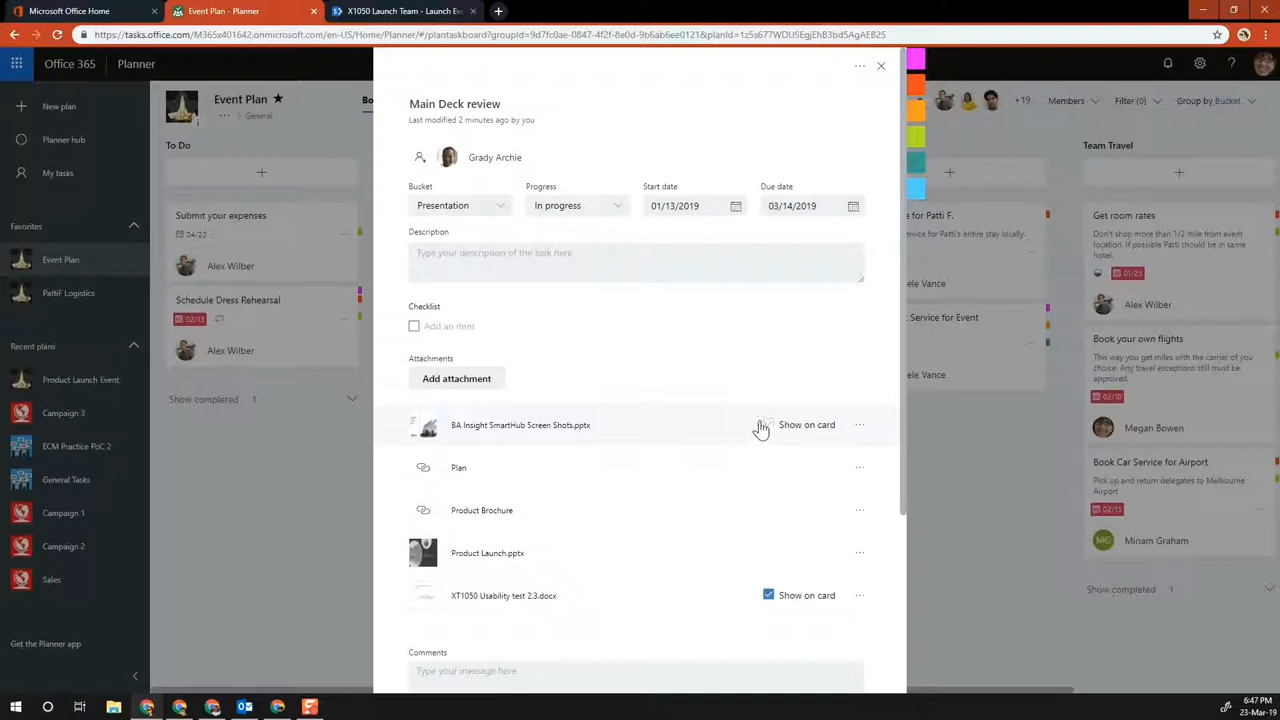 Microsoft Office Home
Event Plan - Planner
X1050 Launch Team - Launch Ev
https://tasks.office.com/M365x401642.onmicrosoft.com/en-US/Home/Planner/#/plantaskboard?groupId=9d7fc0ae-0847-4f2f-8e0d-9b6ab6ee0121&planId=1z5s677WDUSEgjEhB3bd5AgAEB25
Office 365
Planner
Event Plan ★
Bo
... General
+19
Members
Filter (0)
Group by Bucket
New plan
Planner hub
My tasks
Favorites
Event Plan
PattiF Logistics
Recent plans
Product Launch Event
Campaign 3
ECM Practice PoC 2
General Tasks
Campaign 1
Campaign 2
Sales
Get the Planner app
To Do
Submit your expenses
Alex Wilber
Schedule Dress Rehearsal
02/13
Alex Wilber
Show completed 1
Main Deck review
Last modified 2 minutes ago by you
Grady Archie
Bucket
Progress
Start date
Due date
Presentation
In progress
01/13/2019
03/14/2019
Description
Type your description of the task here
Checklist
Add an item
Attachments
Add attachment
BA Insight SmartHub Screen Shots.pptx
Show on card
Plan
Product Brochure
Product Launch.pptx
XT1050 Usability test 2.3.docx
Show on card
Comments
Type your message here
e for Patti F.
for Patti's entire stay locally.
ele Vance
Service for Event
ele Vance
Team Travel
Get room rates
Don't shop more than 1/2 mile from event
location. If possible Patti should be in same
hotel.
01/25
Alex Wilber
Book your own flights
This way you get miles with the carrier of you
choice. Any travel exceptions still must be
approved.
02/10
Megan Bowen
Book Car Service for Airport
Pick up and return delegates to Melbourne
Airport
02/15
MG
Miriam Graham
Show completed 1
6:47 PM
23-Mar-19